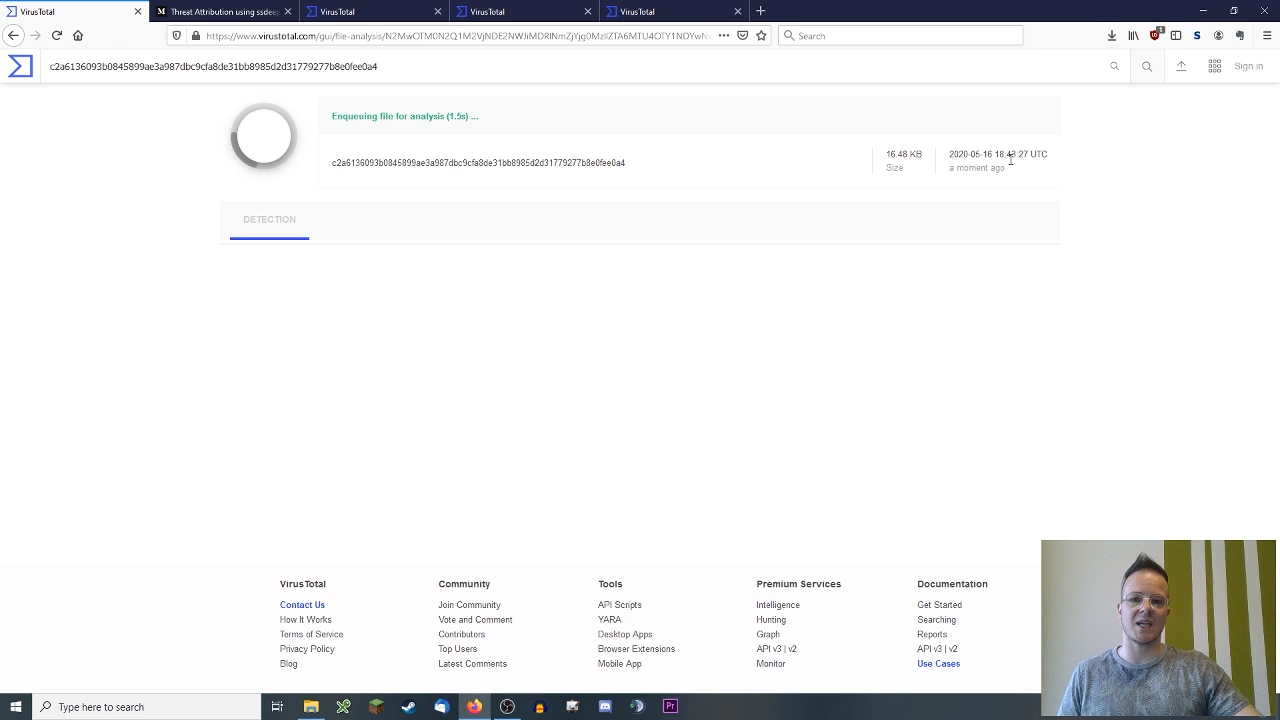 VirusTotal
Threat Attribution using ssdeep
VirusTotal
VirusTotal
VirusTotal
Search
c2a6136093b0845899ae3a987dbc9cfa8de31bb8985d2d31779277b8e0fee0a4
Sign in
Enqueuing file for analysis (1.5s) ...
c2a6136093b0845899ae3a987dbc9cfa8de31bb8985d2d31779277b8e0fee0a4
16.48 KB
Size
2020-05-16 18:43:27 UTC
a moment ago
DETECTION
VirusTotal
Contact Us
How It Works
Terms of Service
Privacy Policy
Blog
Community
Join Community
Vote and Comment
Contributors
Top Users
Latest Comments
Tools
API Scripts
YARA
Desktop Apps
Browser Extensions
Mobile App
Premium Services
Intelligence
Hunting
Graph
API v3 | v2
Monitor
Documentation
Get Started
Searching
Reports
API v3 | v2
Use Cases
Type here to search
Pr